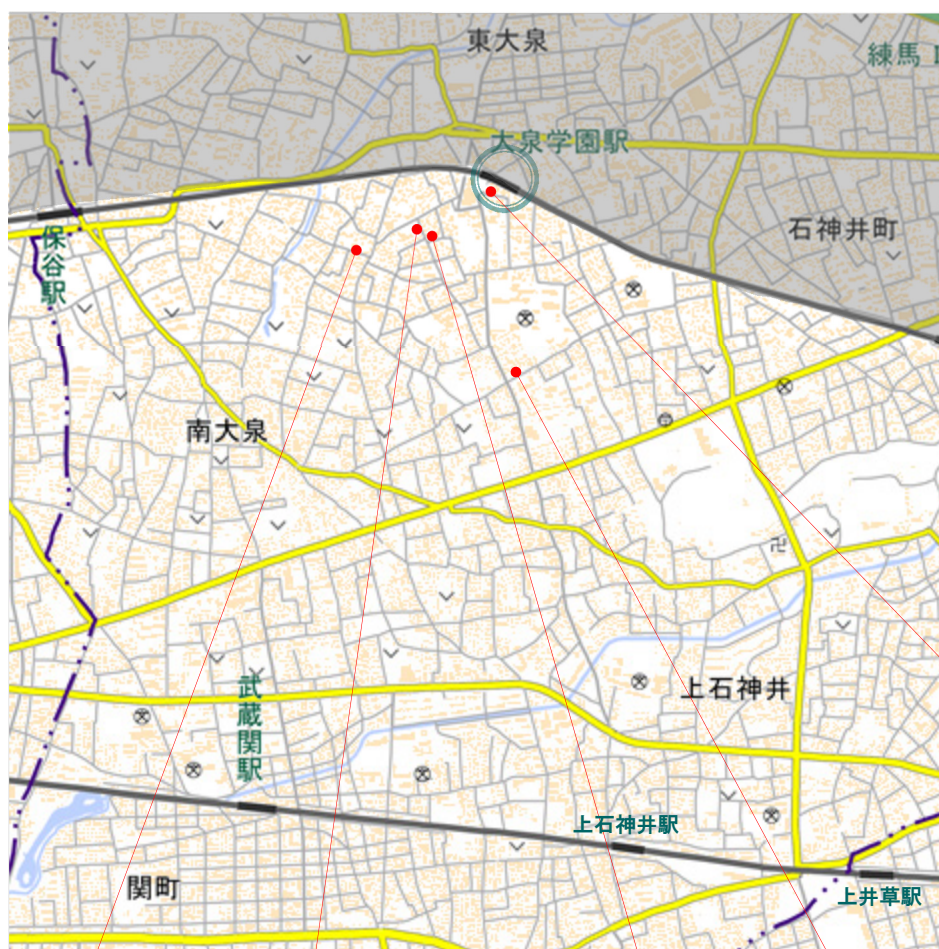 東大泉
練馬
大泉学園駅
石神井町
保谷駅
南大泉
卍
武蔵関駅
上石神井
上石神井駅
関町
上井草駅